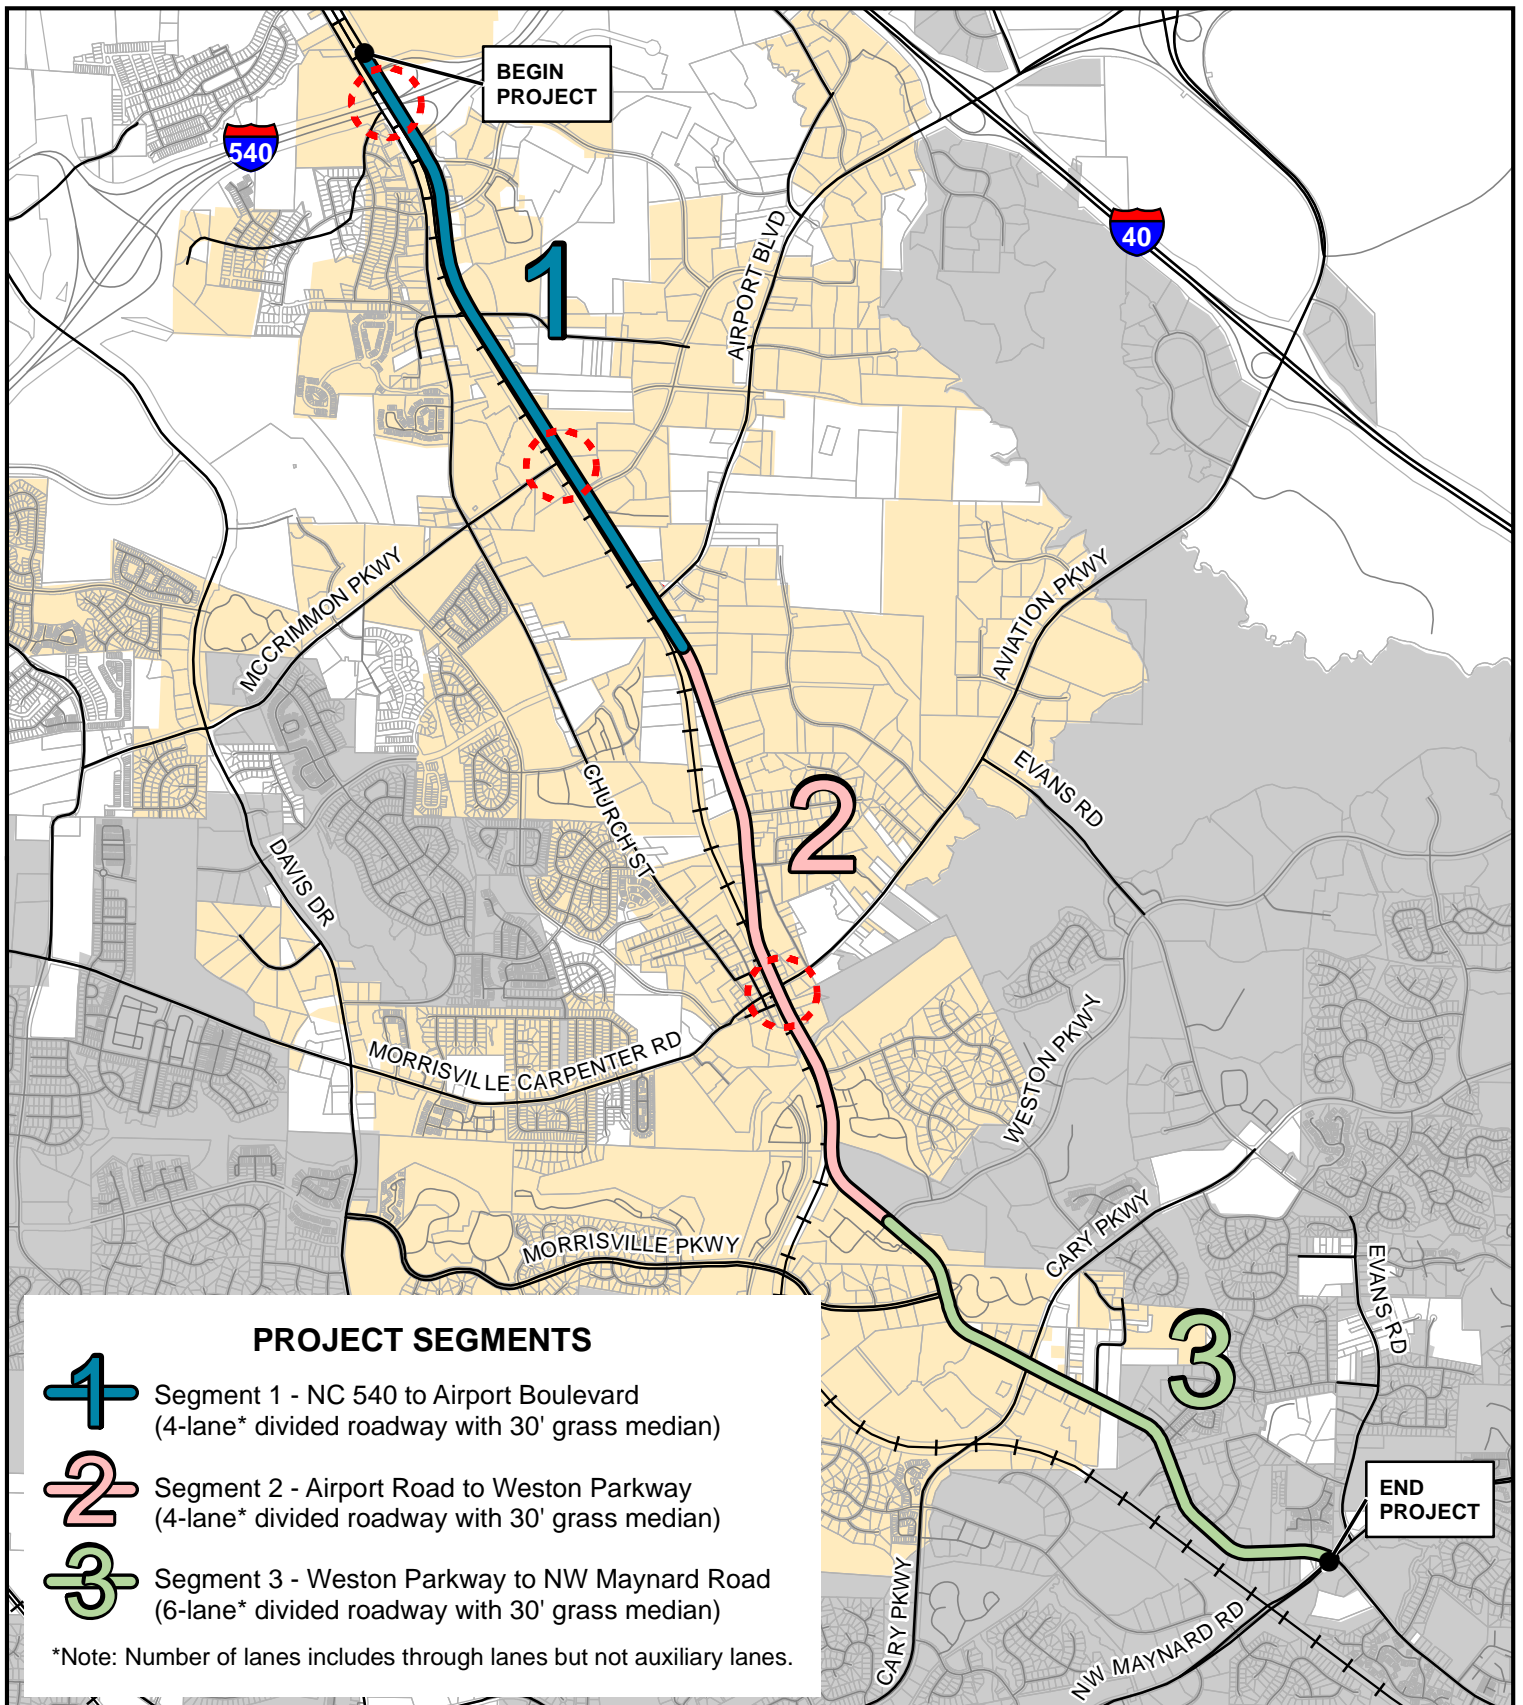 BEGIN
PROJECT
540
40
1
AIRPORT BLVD
MCCRIMMON PKWY
AVIATION PKWY
EVANS RD
2
CHURCH ST
DAVIS DR
WESTON PKWY
MORRISVILLE CARPENTER RD
CARY PKWY
MORRISVILLE PKWY
EVANS RD
3
PROJECT SEGMENTS
1 Segment 1 - NC 540 to Airport Boulevard
(4-lane* divided roadway with 30' grass median)
2 Segment 2 - Airport Road to Weston Parkway
(4-lane* divided roadway with 30' grass median)
3 Segment 3 - Weston Parkway to NW Maynard Road
(6-lane* divided roadway with 30' grass median)
*Note: Number of lanes includes through lanes but not auxiliary lanes.
END
PROJECT
CARY PKWY
NW MAYNARD RD